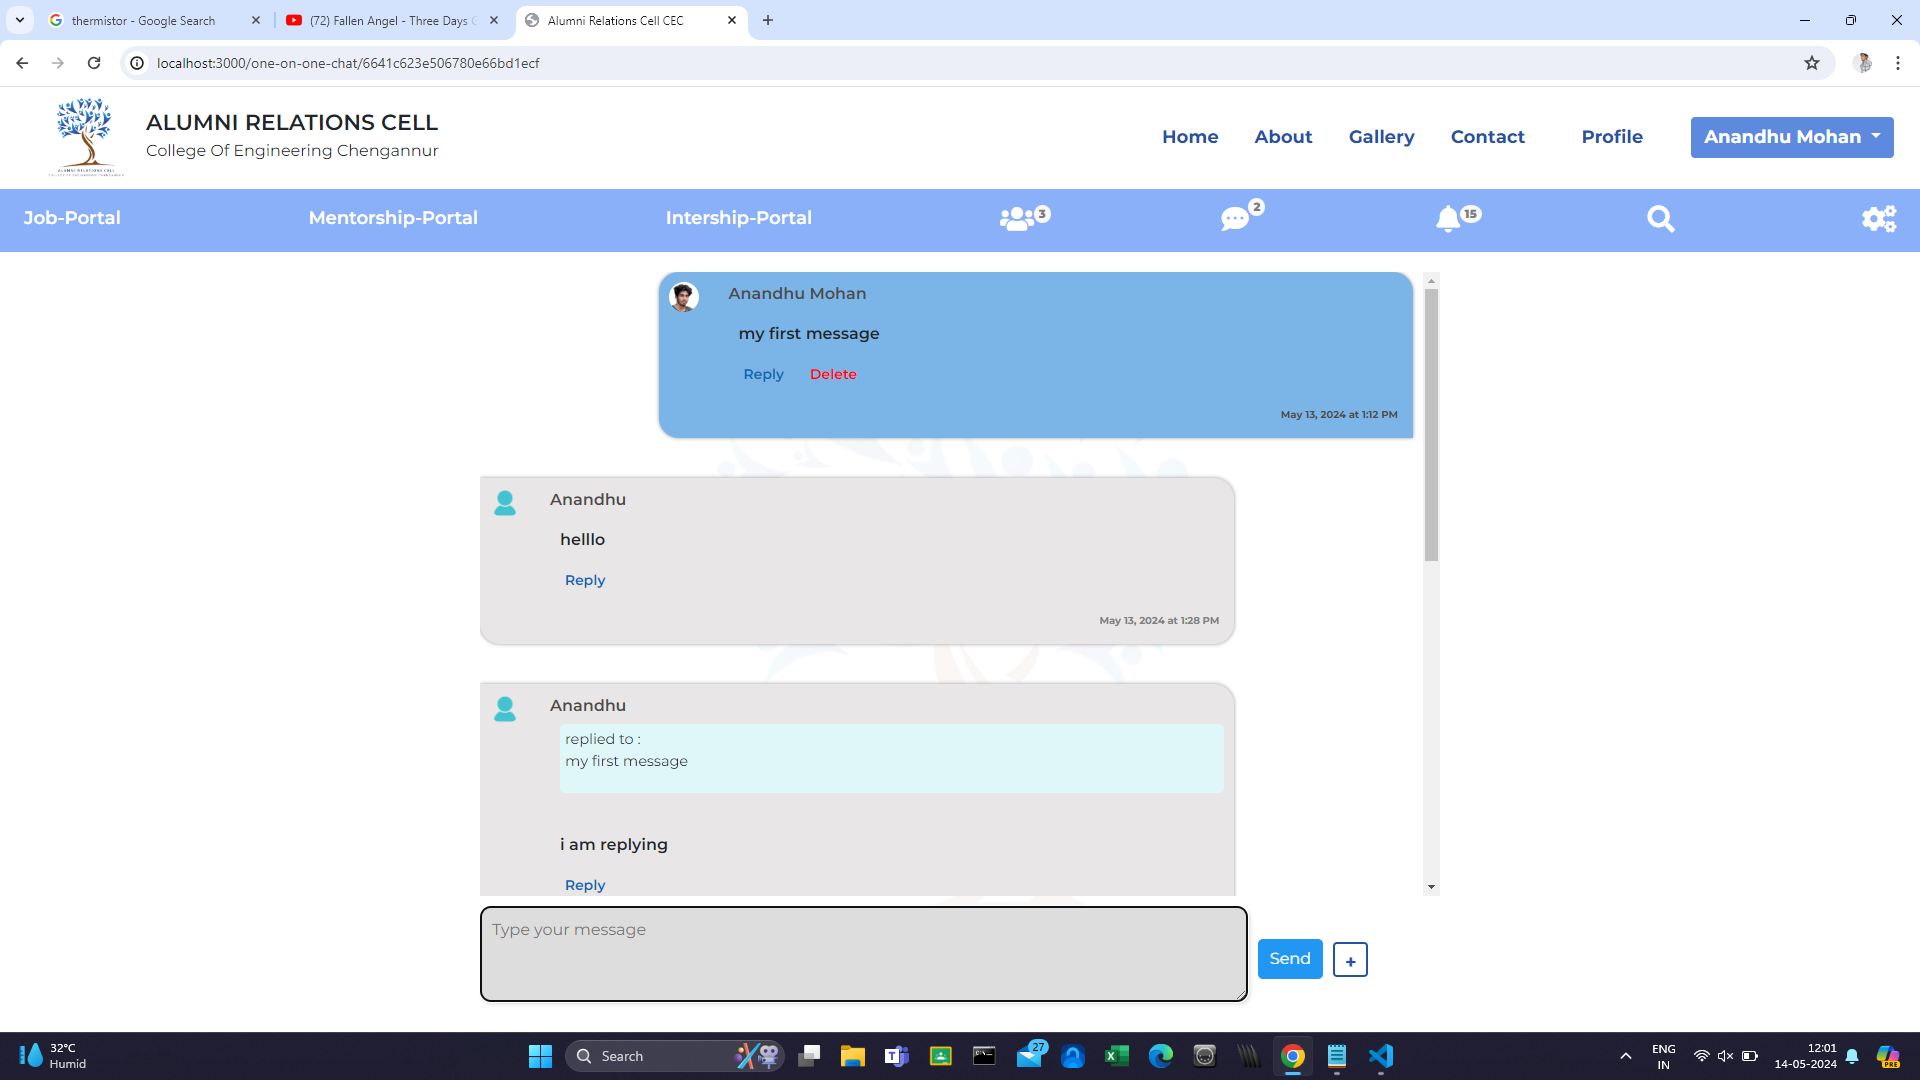 thermistor - Google Search
(72) Fallen Angel - Three Days
Alumni Relations Cell CEC
localhost:3000/one-on-one-chat/6641c623e506780e66bd1ecf
ALUMNI RELATIONS CELL
College Of Engineering Chengannur
Home About Gallery Contact Profile Anandhu Mohan
Job-Portal Mentorship-Portal Intership-Portal 3 2 15
Anandhu Mohan
my first message
Reply Delete
May 13, 2024 at 1:12 PM
Anandhu
helllo
Reply
May 13, 2024 at 1:28 PM
Anandhu
replied to :
my first message
i am replying
Reply
Type your message
Send +
32°C
Humid
Search
27
ENG
IN
12:01
14-05-2024
PRE